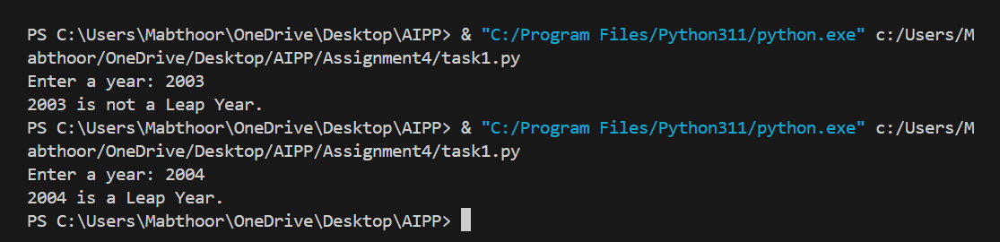 PS C:\Users\Mabthoor\OneDrive\Desktop\AIPP> & "C:/Program Files/Python311/python.exe" c:/Users/M
abthoor/OneDrive/Desktop/AIPP/Assignment4/task1.py
Enter a year: 2003
2003 is not a Leap Year.
PS C:\Users\Mabthoor\OneDrive\Desktop\AIPP> & "C:/Program Files/Python311/python.exe" c:/Users/M
abthoor/OneDrive/Desktop/AIPP/Assignment4/task1.py
Enter a year: 2004
2004 is a Leap Year.
PS C:\Users\Mabthoor\OneDrive\Desktop\AIPP>